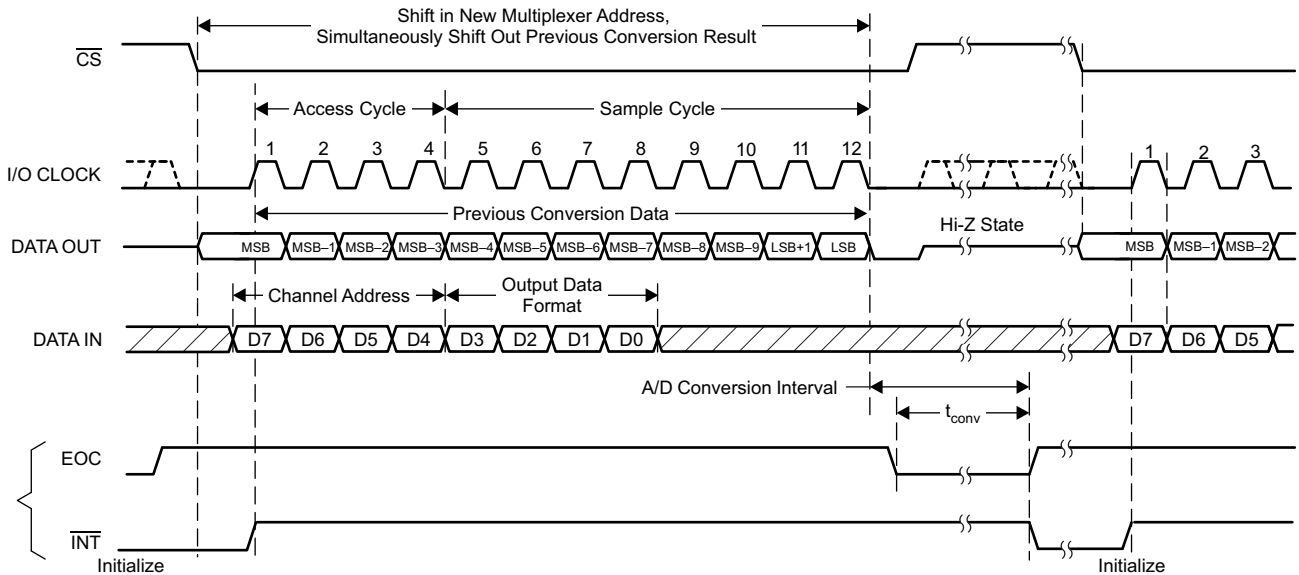 Shift in New Multiplexer Address,
Simultaneously Shift Out Previous Conversion Result
CS
Access Cycle
Sample Cycle
1 2 3 4 5 6 7 8 9 10 11 12 1 2 3
I/O CLOCK
Previous Conversion Data
Hi-Z State
DATA OUT
MSB MSB–1 MSB–2 MSB–3 MSB–4 MSB–5 MSB–6 MSB–7 MSB–8 MSB–9 LSB+1 LSB MSB MSB–1 MSB–2
Channel Address
Output Data
Format
DATA IN
D7 D6 D5 D4 D3 D2 D1 D0 D7 D6 D5
A/D Conversion Interval
tconv
EOC
INT
Initialize
Initialize